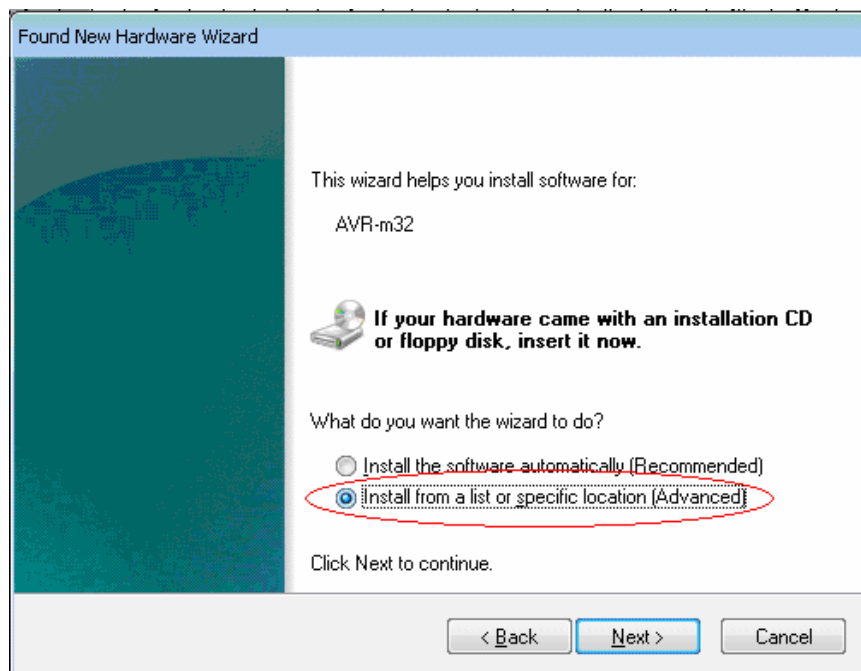 Found New Hardware Wizard
This wizard helps you install software for:
AVR-m32
If your hardware came with an installation CD
or floppy disk, insert it now.
What do you want the wizard to do?
Install the software automatically (Recommended)
Install from a list or specific location (Advanced)
Click Next to continue.
< Back
Next >
Cancel